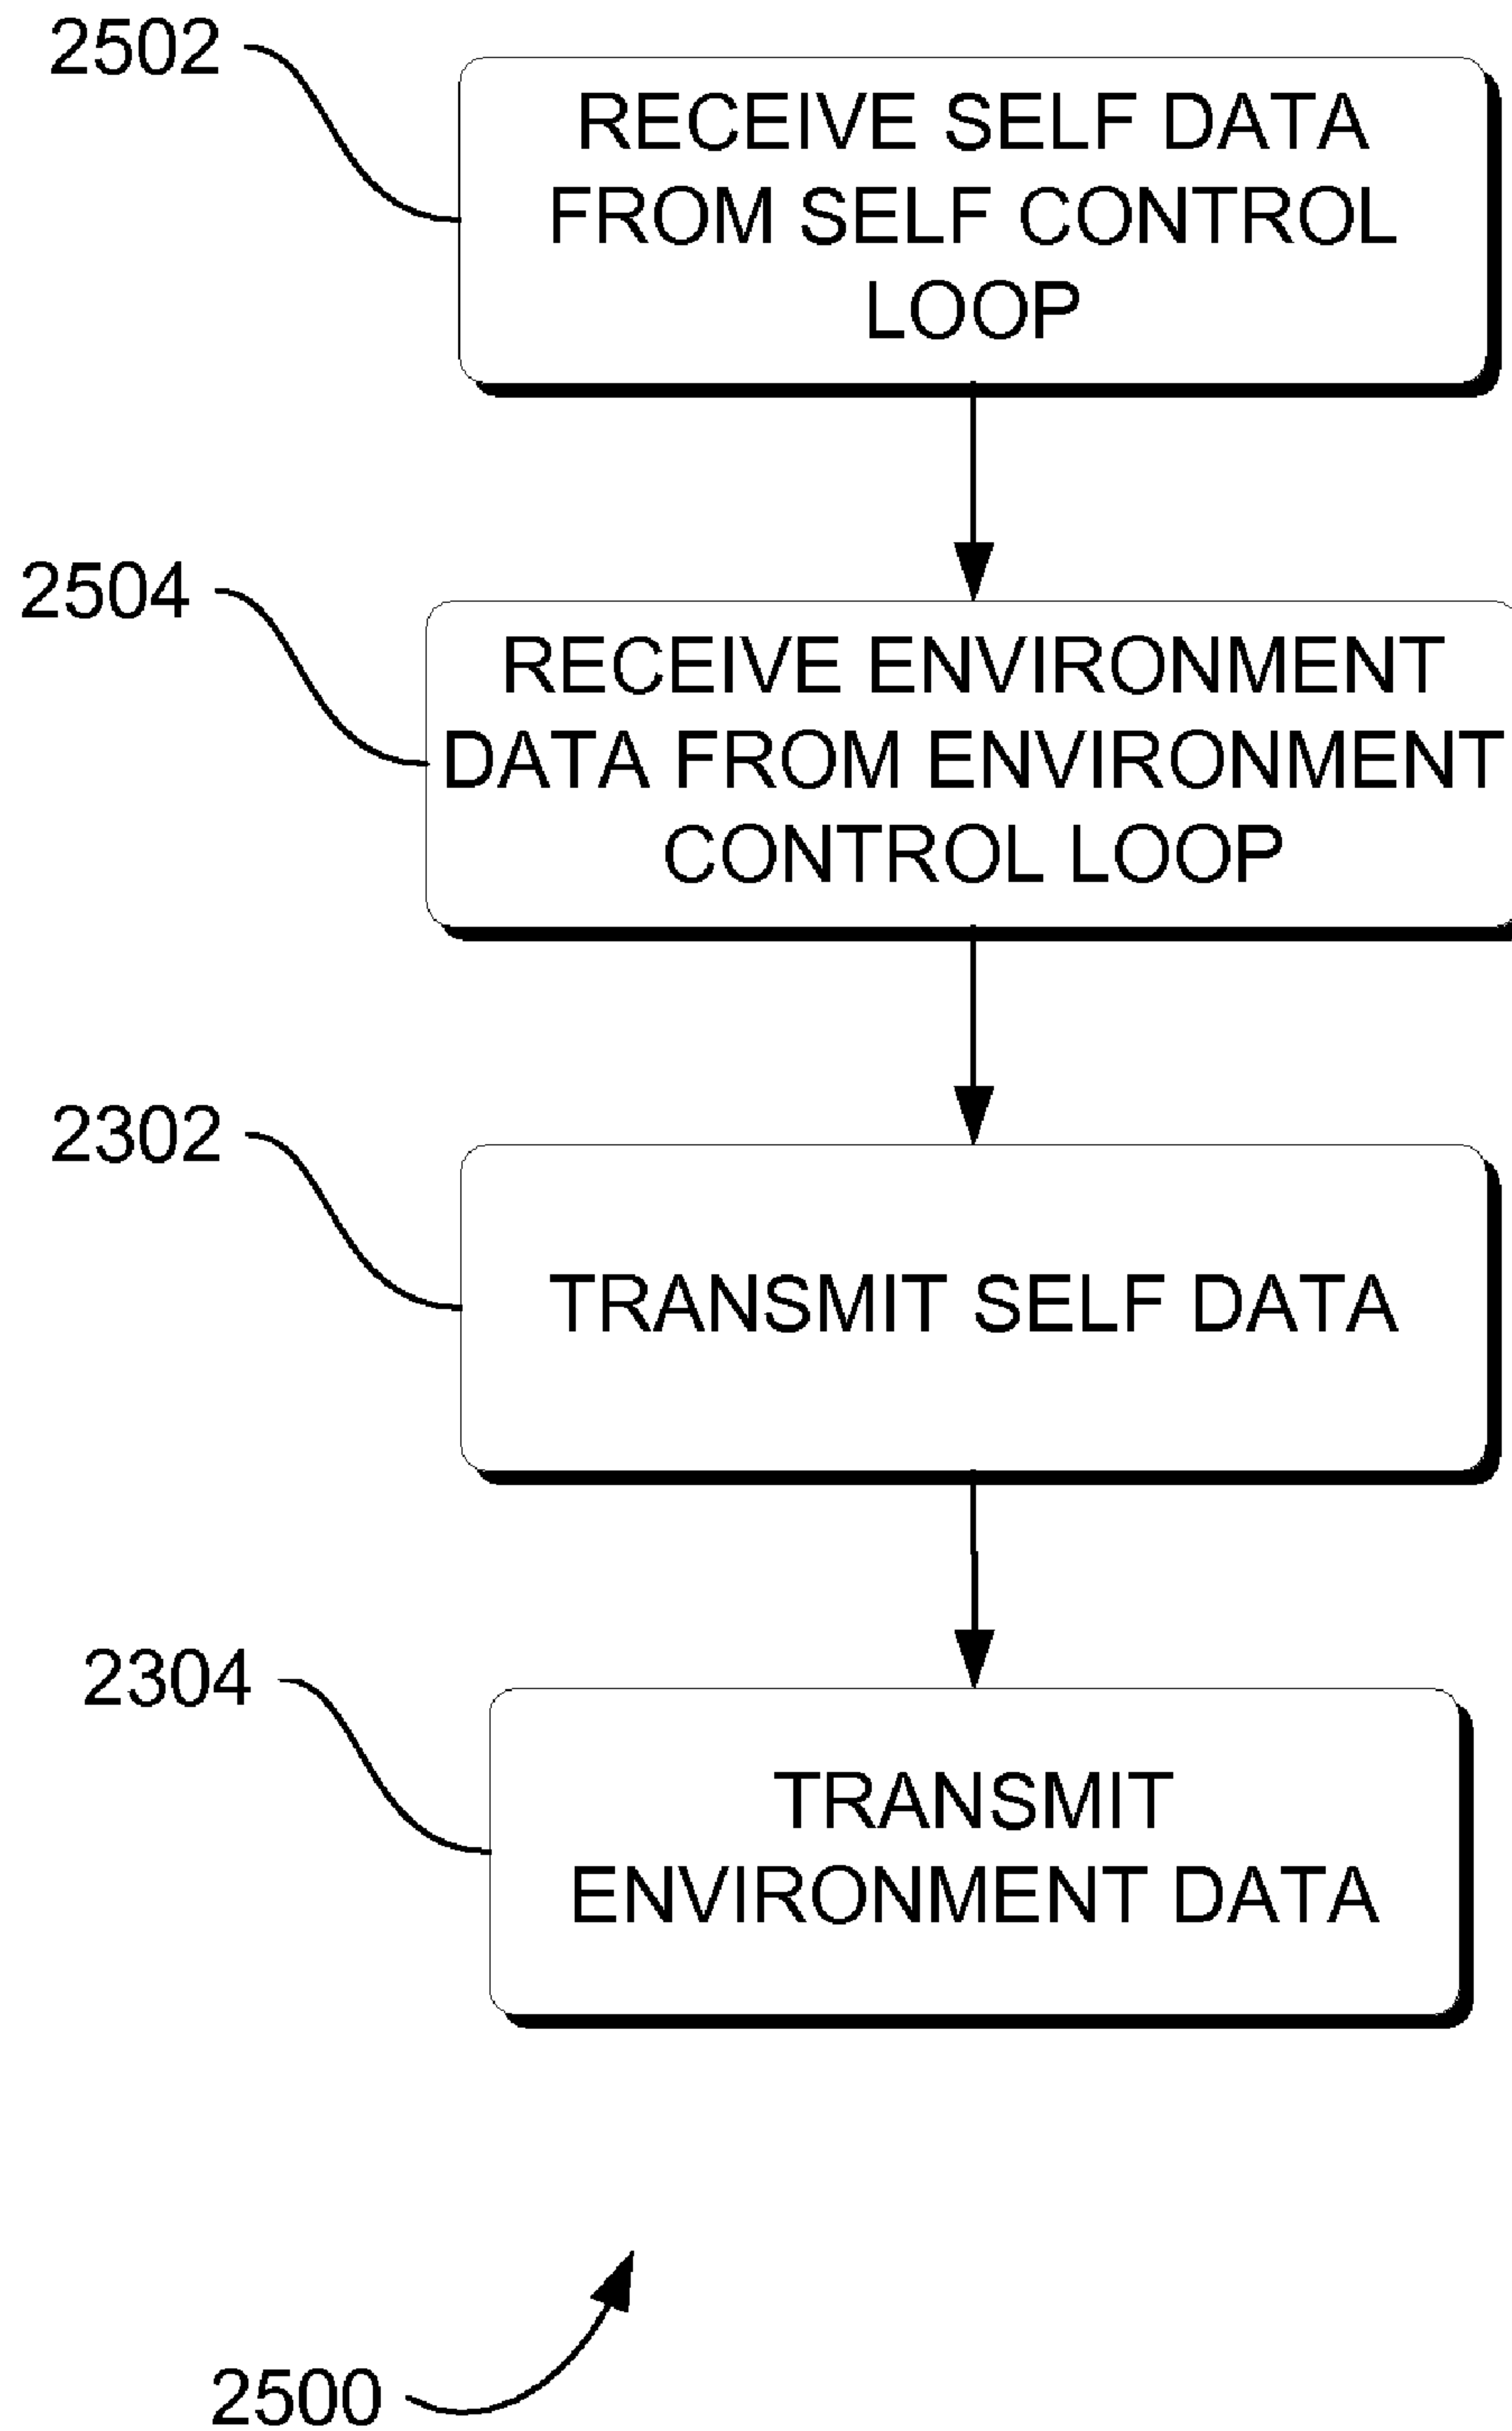 2502
RECEIVE SELF DATA
FROM SELF CONTROL
LOOP
2504
RECEIVE ENVIRONMENT
DATA FROM ENVIRONMENT
CONTROL LOOP
2302
TRANSMIT SELF DATA
2304
TRANSMIT
ENVIRONMENT DATA
2500